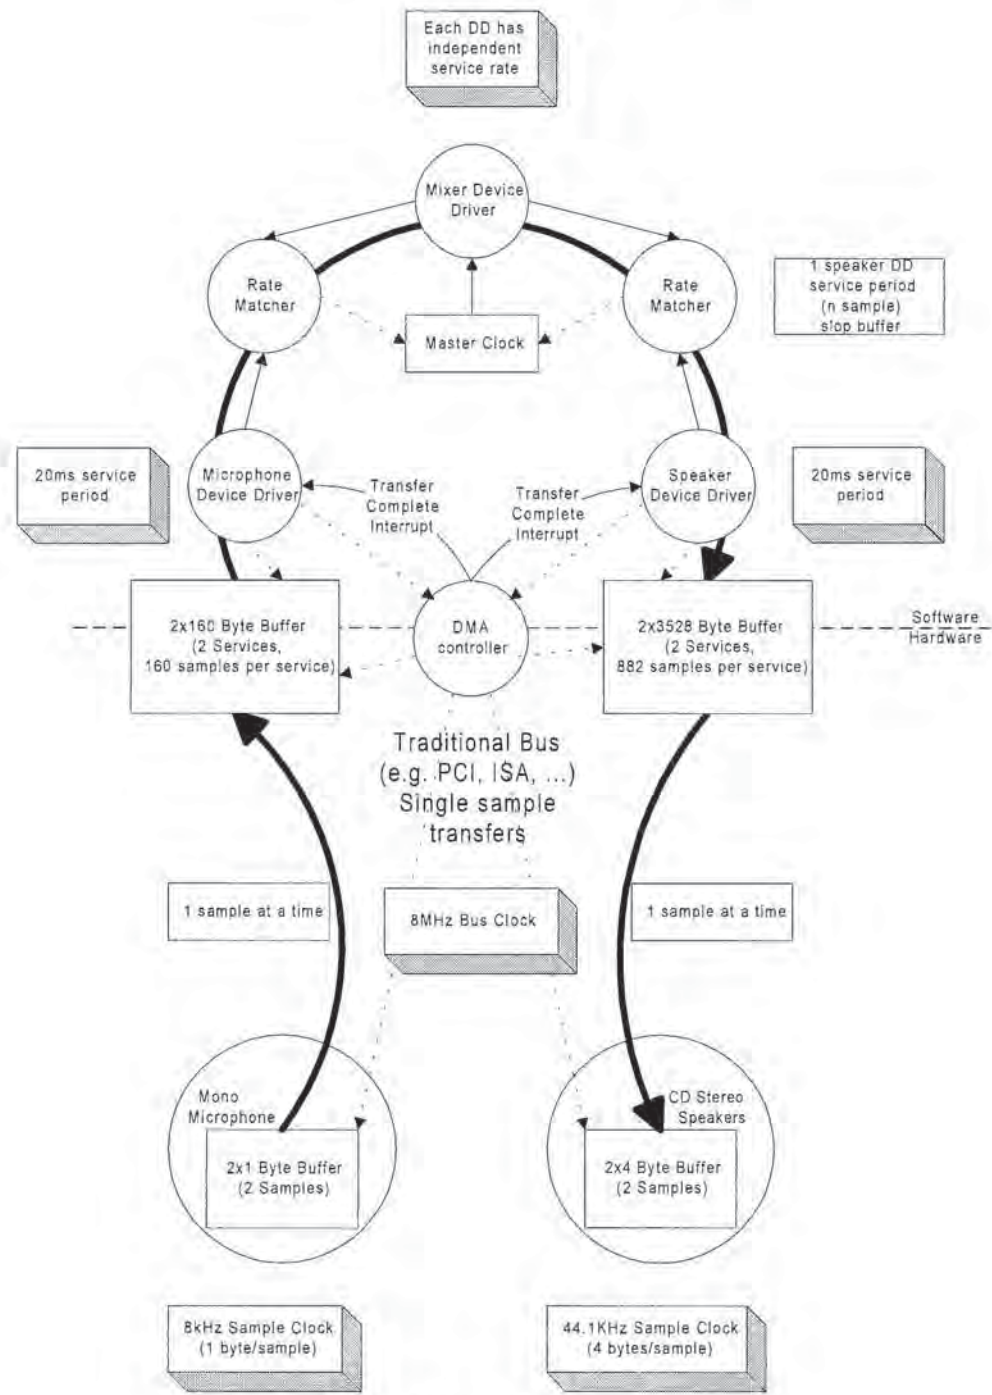 Each DD has
independent
service rate
Mixer Device
Driver
Rate
Matcher
Rate
Matcher
1 speaker DD
service period
(n sample)
slop buffer
Master Clock
20ms service
period
Microphone
Device Driver
Transfer
Complete
Interrupt
Transfer
Complete
Interrupt
Speaker
Device Driver
20ms service
period
2x160 Byte Buffer
(2 Services,
160 samples per service)
DMA
controller
2x3528 Byte Buffer
(2 Services,
882 samples per service)
Software
Hardware
Traditional Bus
(e.g. PCI, ISA, ...)
Single sample
transfers
1 sample at a time
8MHz Bus Clock
1 sample at a time
Mono
Microphone
2x1 Byte Buffer
(2 Samples)
CD Stereo
Speakers
2x4 Byte Buffer
(2 Samples)
8kHz Sample Clock
(1 byte/sample)
44.1KHz Sample Clock
(4 bytes/sample)